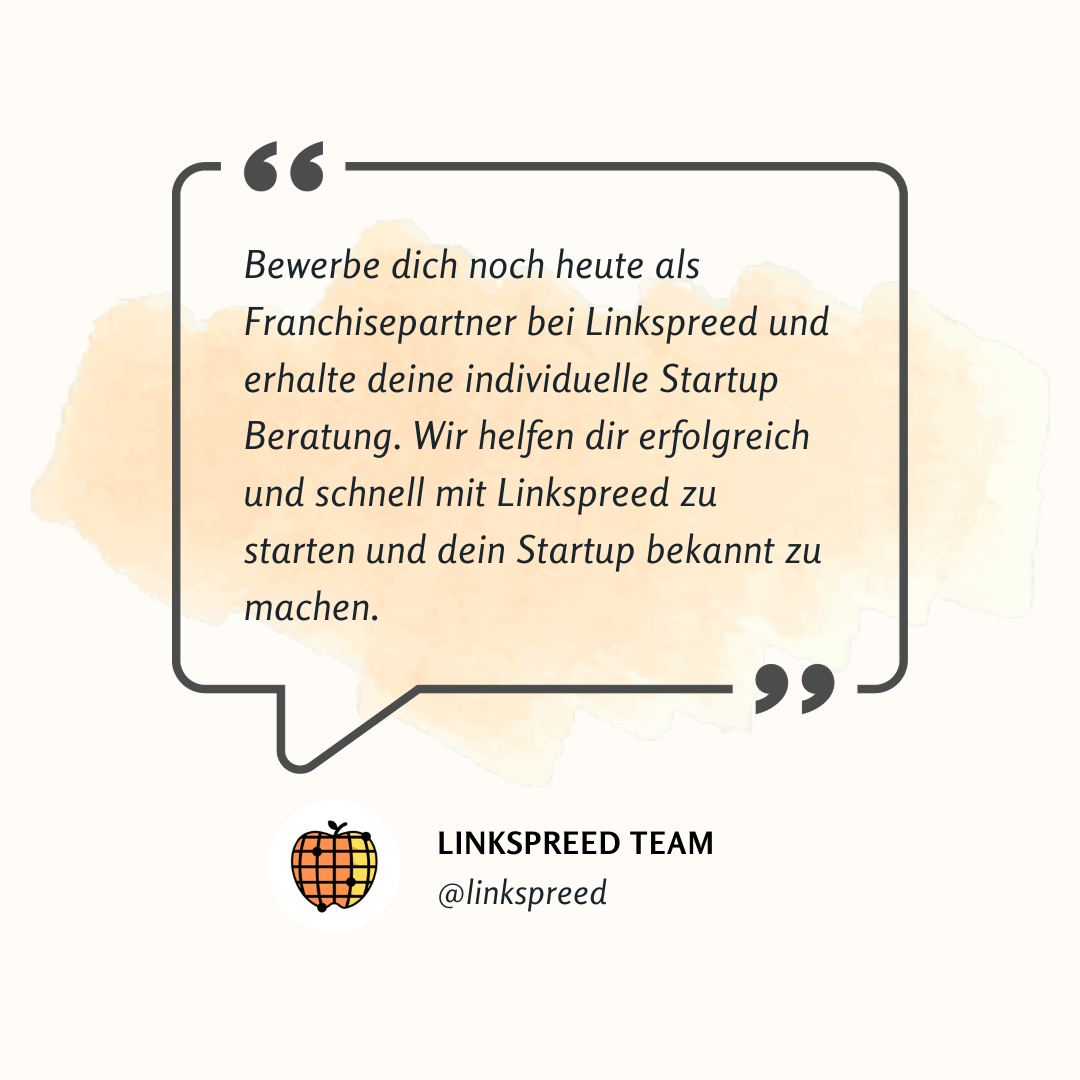 Bewerbe dich noch heute als
Franchisepartner bei Linkspreed und
erhalte deine individuelle Startup
Beratung. Wir helfen dir erfolgreich
und schnell mit Linkspreed zu
starten und dein Startup bekannt zu
machen.
LINKSPREED TEAM
@linkspreed